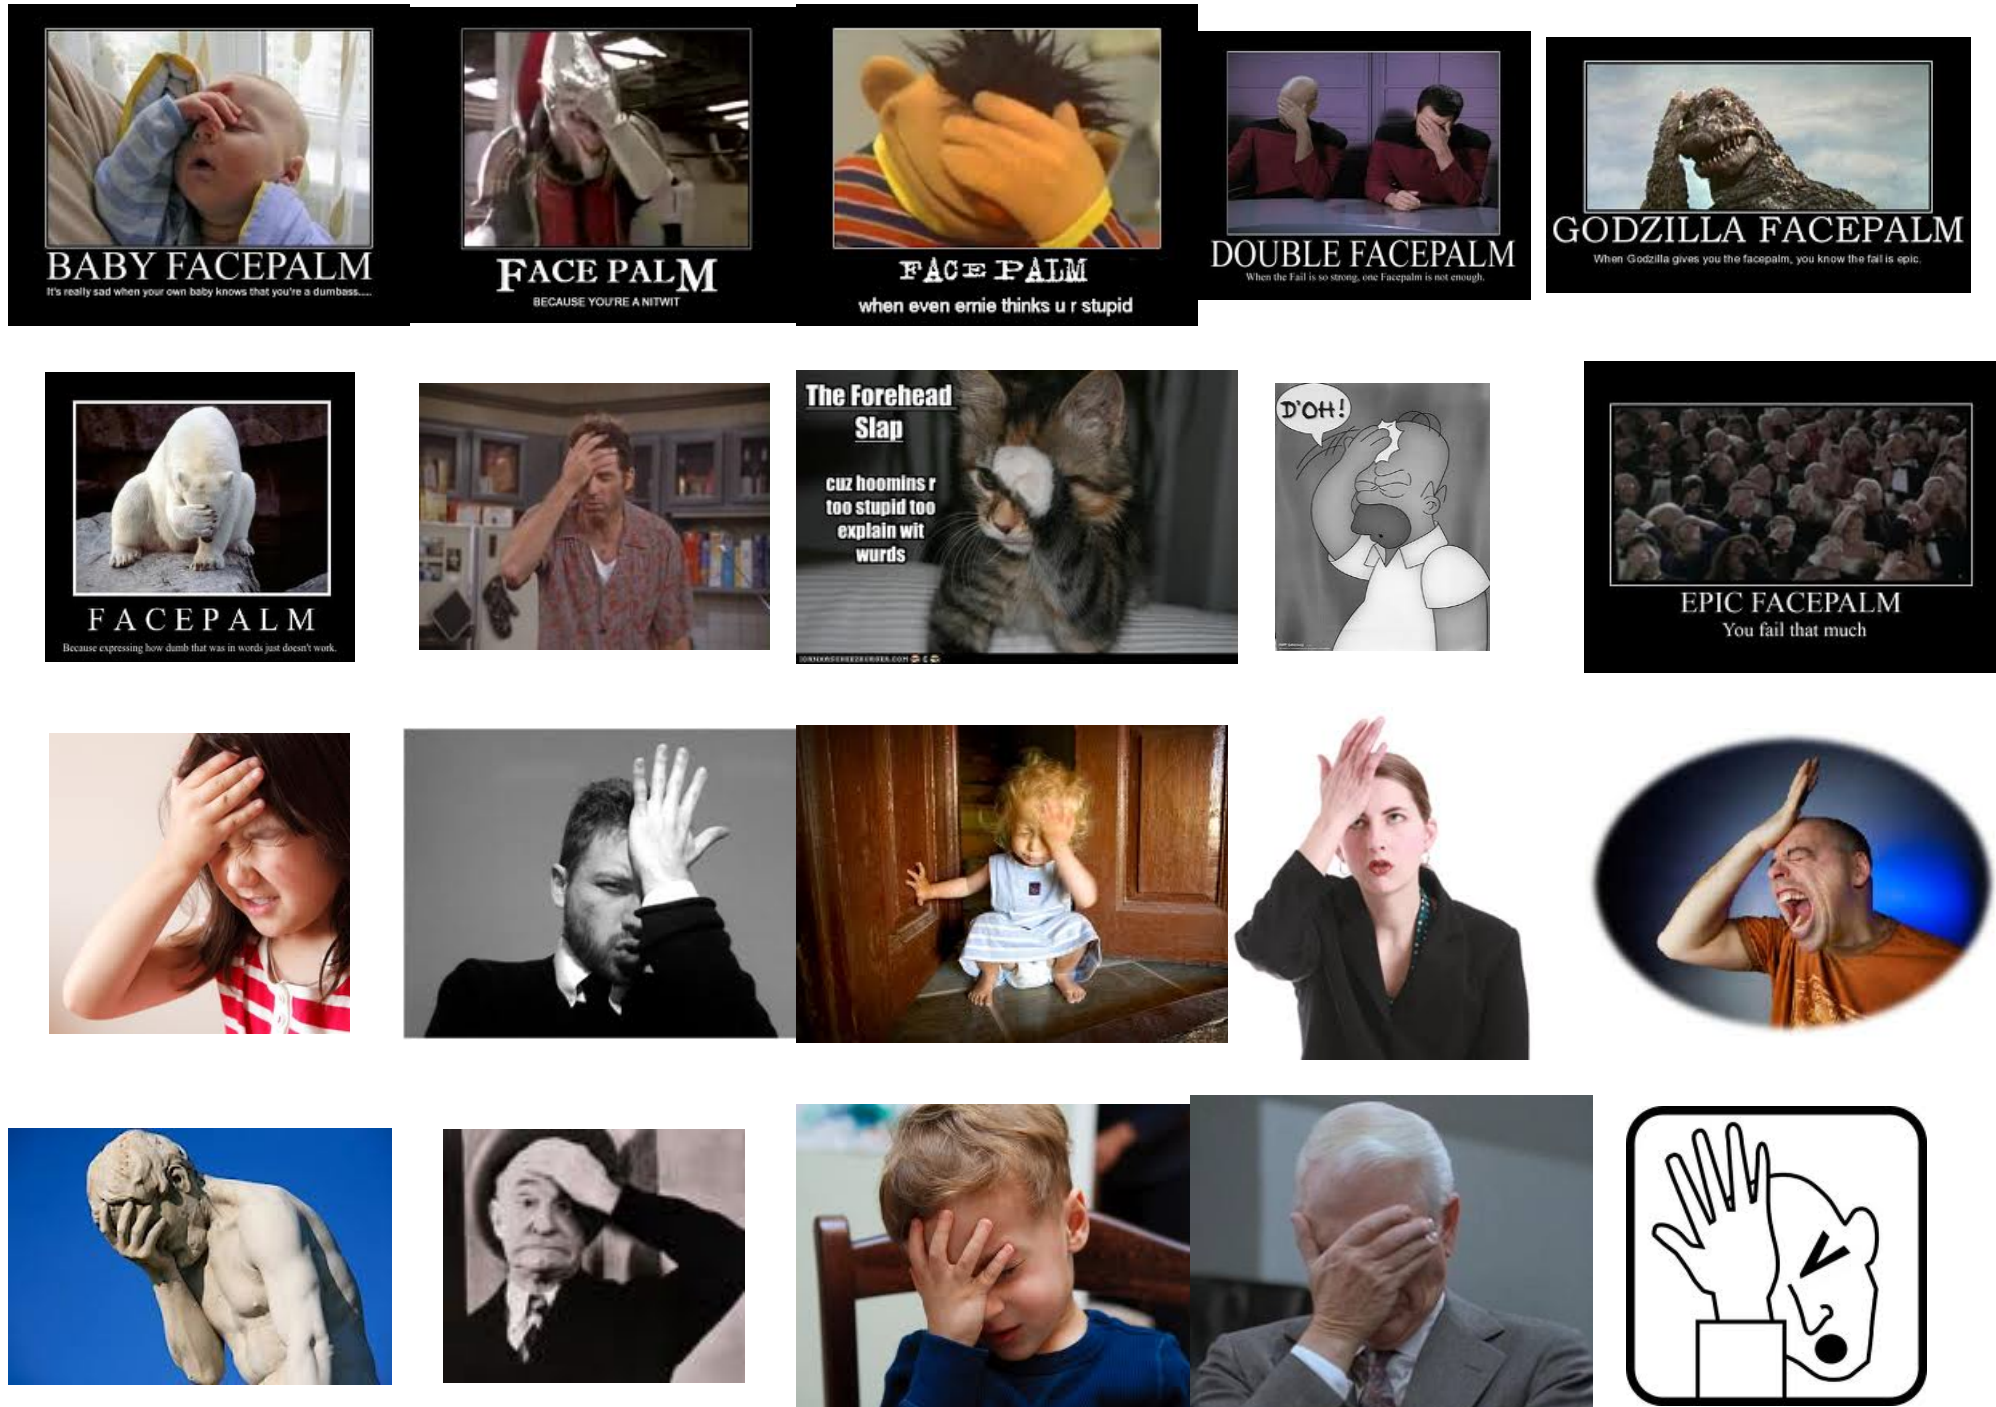 BABY FACEPALM
It's really sad when your own baby knows that you're a dumbass.....
FACE PALM
BECAUSE YOU'RE A NITWIT
FACE PALM
when even ernie thinks u r stupid
DOUBLE FACEPALM
When the Fail is so strong, one Facepalm is not enough.
GODZILLA FACEPALM
When Godzilla gives you the facepalm, you know the fail is epic.
FACEPALM
Because expressing how dumb that was in words just doesn't work.
The Forehead
Slap
cuz hoomins r
too stupid too
explain wit
wurds
D'OH!
EPIC FACEPALM
You fail that much